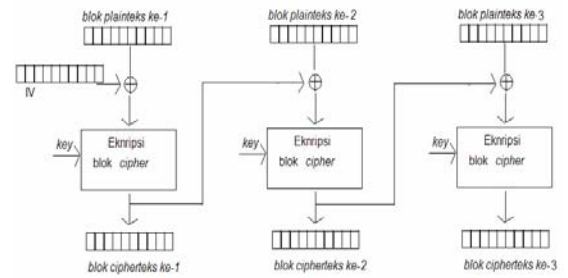 blok plainteks ke-1
blok plainteks ke-2
blok plainteks ke-3
IV
key
Eknripsi
blok cipher
key
Eknripsi
blok cipher
key
Eknripsi
blok cipher
blok cipherteks ke-1
blok cipherteks ke-2
blok cipherteks ke-3